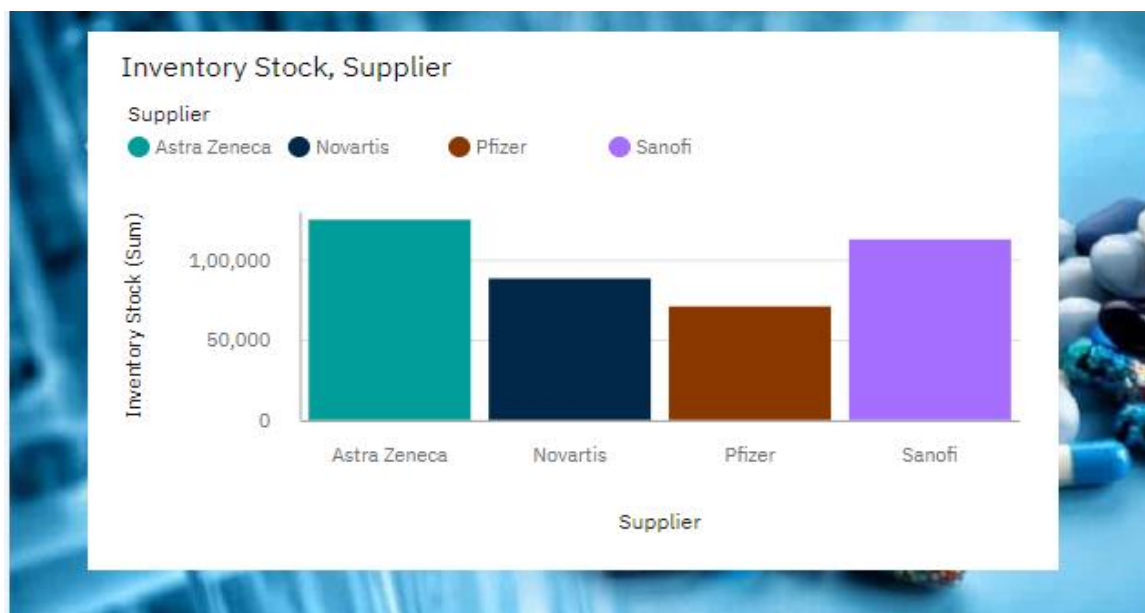 Inventory Stock, Supplier
Supplier
Astra Zeneca Novartis Pfizer Sanofi
Inventory Stock (Sum)
1,00,000
50,000
0
Astra Zeneca Novartis Pfizer Sanofi
Supplier